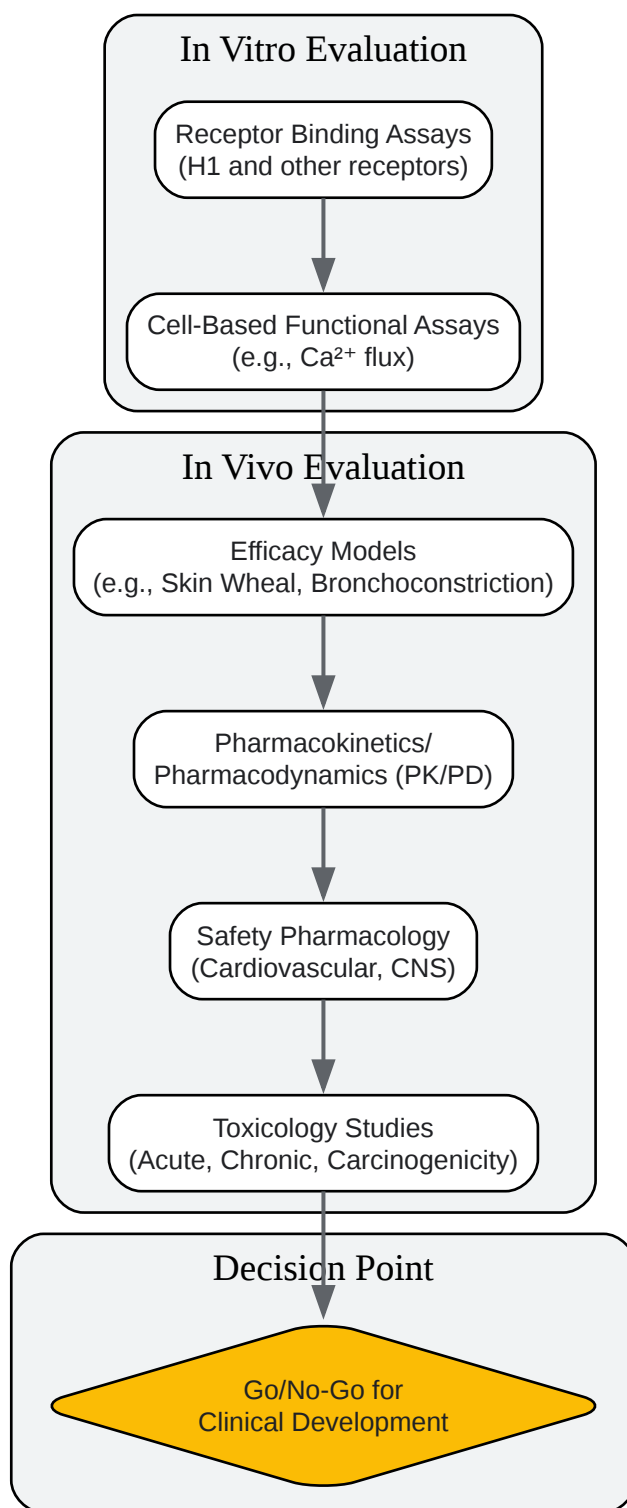 In Vitro Evaluation
Receptor Binding Assays
(H1 and other receptors)
Cell-Based Functional Assays
(e.g., Ca²⁺ flux)
In Vivo Evaluation
Efficacy Models
(e.g., Skin Wheal, Bronchoconstriction)
Pharmacokinetics/
Pharmacodynamics (PK/PD)
Safety Pharmacology
(Cardiovascular, CNS)
Toxicology Studies
(Acute, Chronic, Carcinogenicity)
Decision Point
Go/No-Go for
Clinical Development